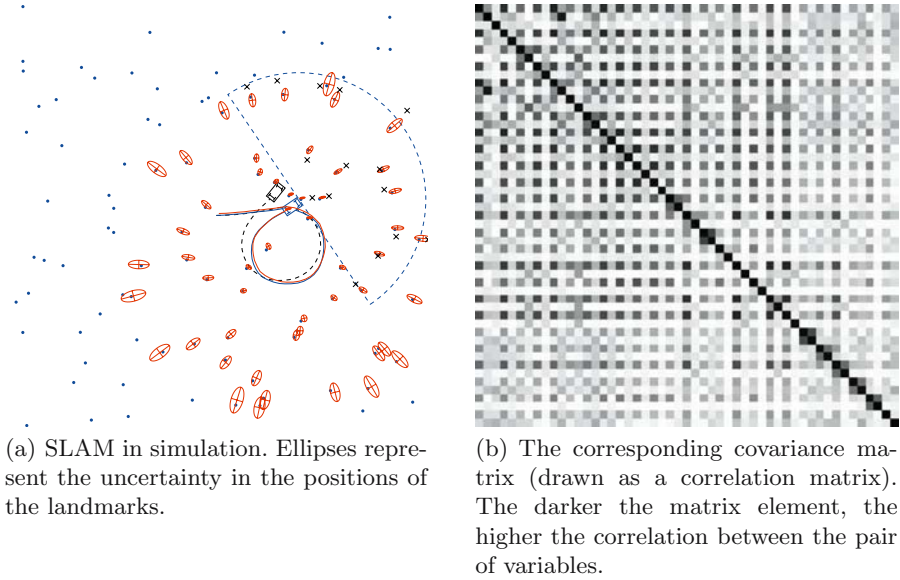 (a) SLAM in simulation. Ellipses repre-
sent the uncertainty in the positions of
the landmarks.
(b) The corresponding covariance ma-
trix (drawn as a correlation matrix).
The darker the matrix element, the
higher the correlation between the pair
of variables.